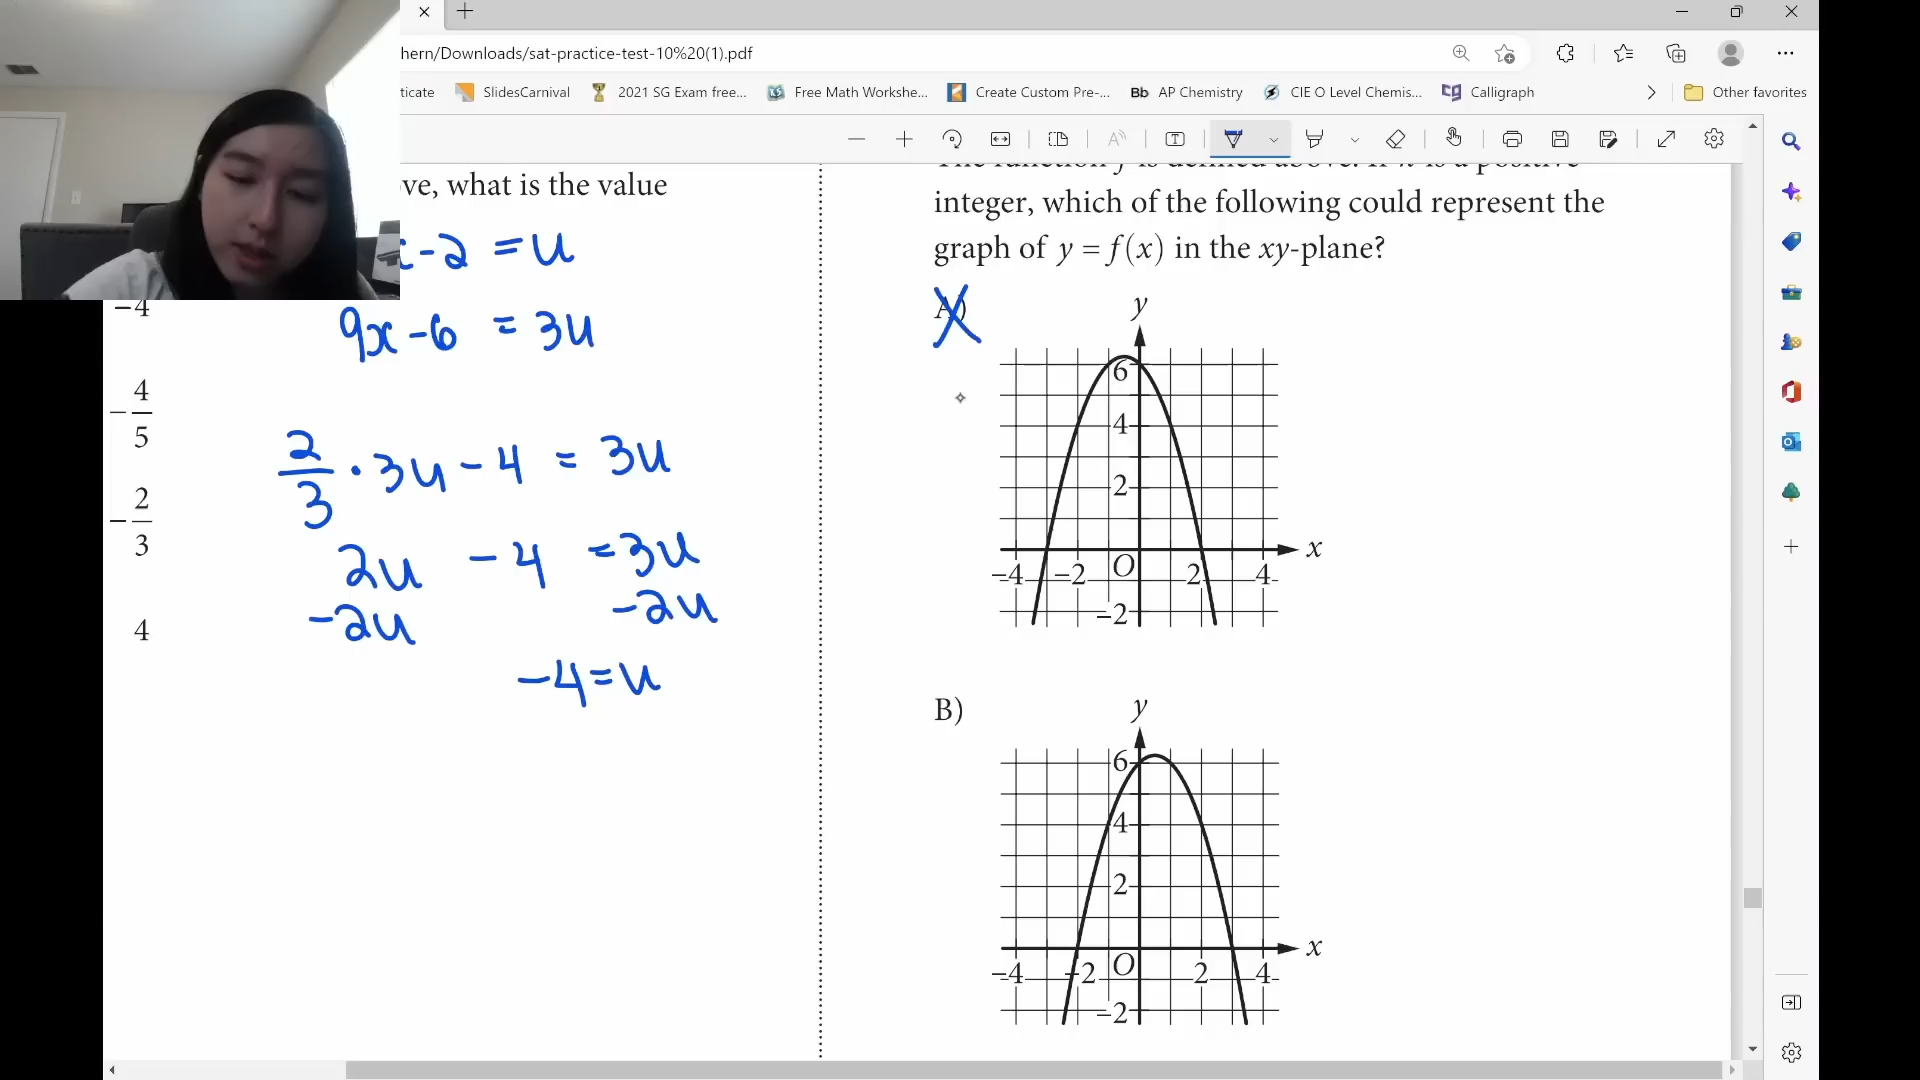 hern/Downloads/sat-practice-test-10%20(1).pdf
ticate SlidesCarnival 2021 SG Exam free... Free Math Workshe... Create Custom Pre-... Bb AP Chemistry CIE O Level Chemis... Calligraph Other favorites
ve, what is the value
x-2 = u
9x-6 = 3u
-4
-4/5
2/3 · 3u - 4 = 3u
-2/3
2u - 4 = 3u
-2u -2u
4
-4 = u
integer, which of the following could represent the
graph of y = f(x) in the xy-plane?
A)
y
6
4
2
-4 -2 O 2 4 x
-2
B)
y
6
4
2
-4 -2 O 2 4 x
-2